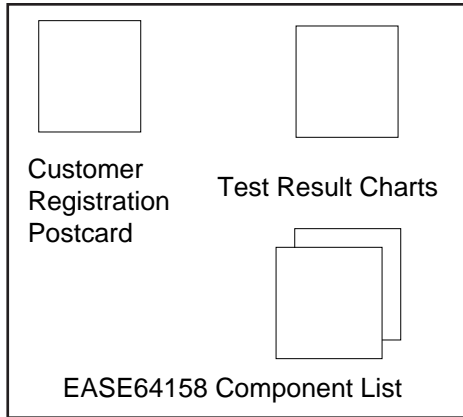 Customer
Registration
Postcard
Test Result Charts
EASE64158 Component List